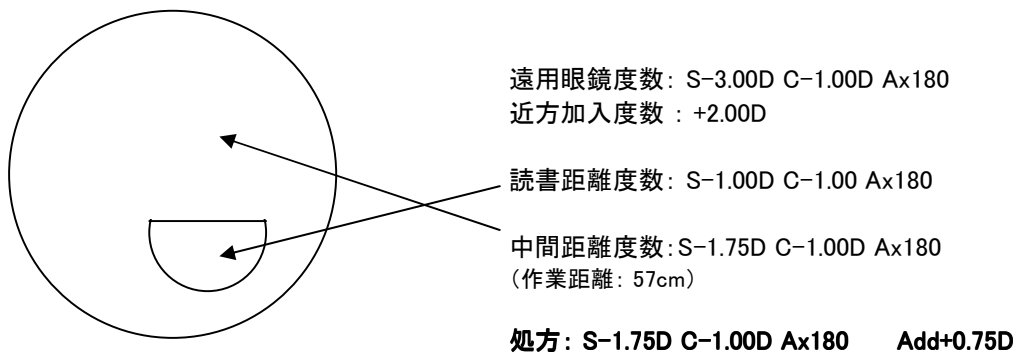 遠用眼鏡度数： S-3.00D C-1.00D Ax180
近方加入度数 ： +2.00D
読書距離度数： S-1.00D C-1.00 Ax180
中間距離度数：S-1.75D C-1.00D Ax180
（作業距離： 57cm）
処方： S-1.75D C-1.00D Ax180 Add+0.75D